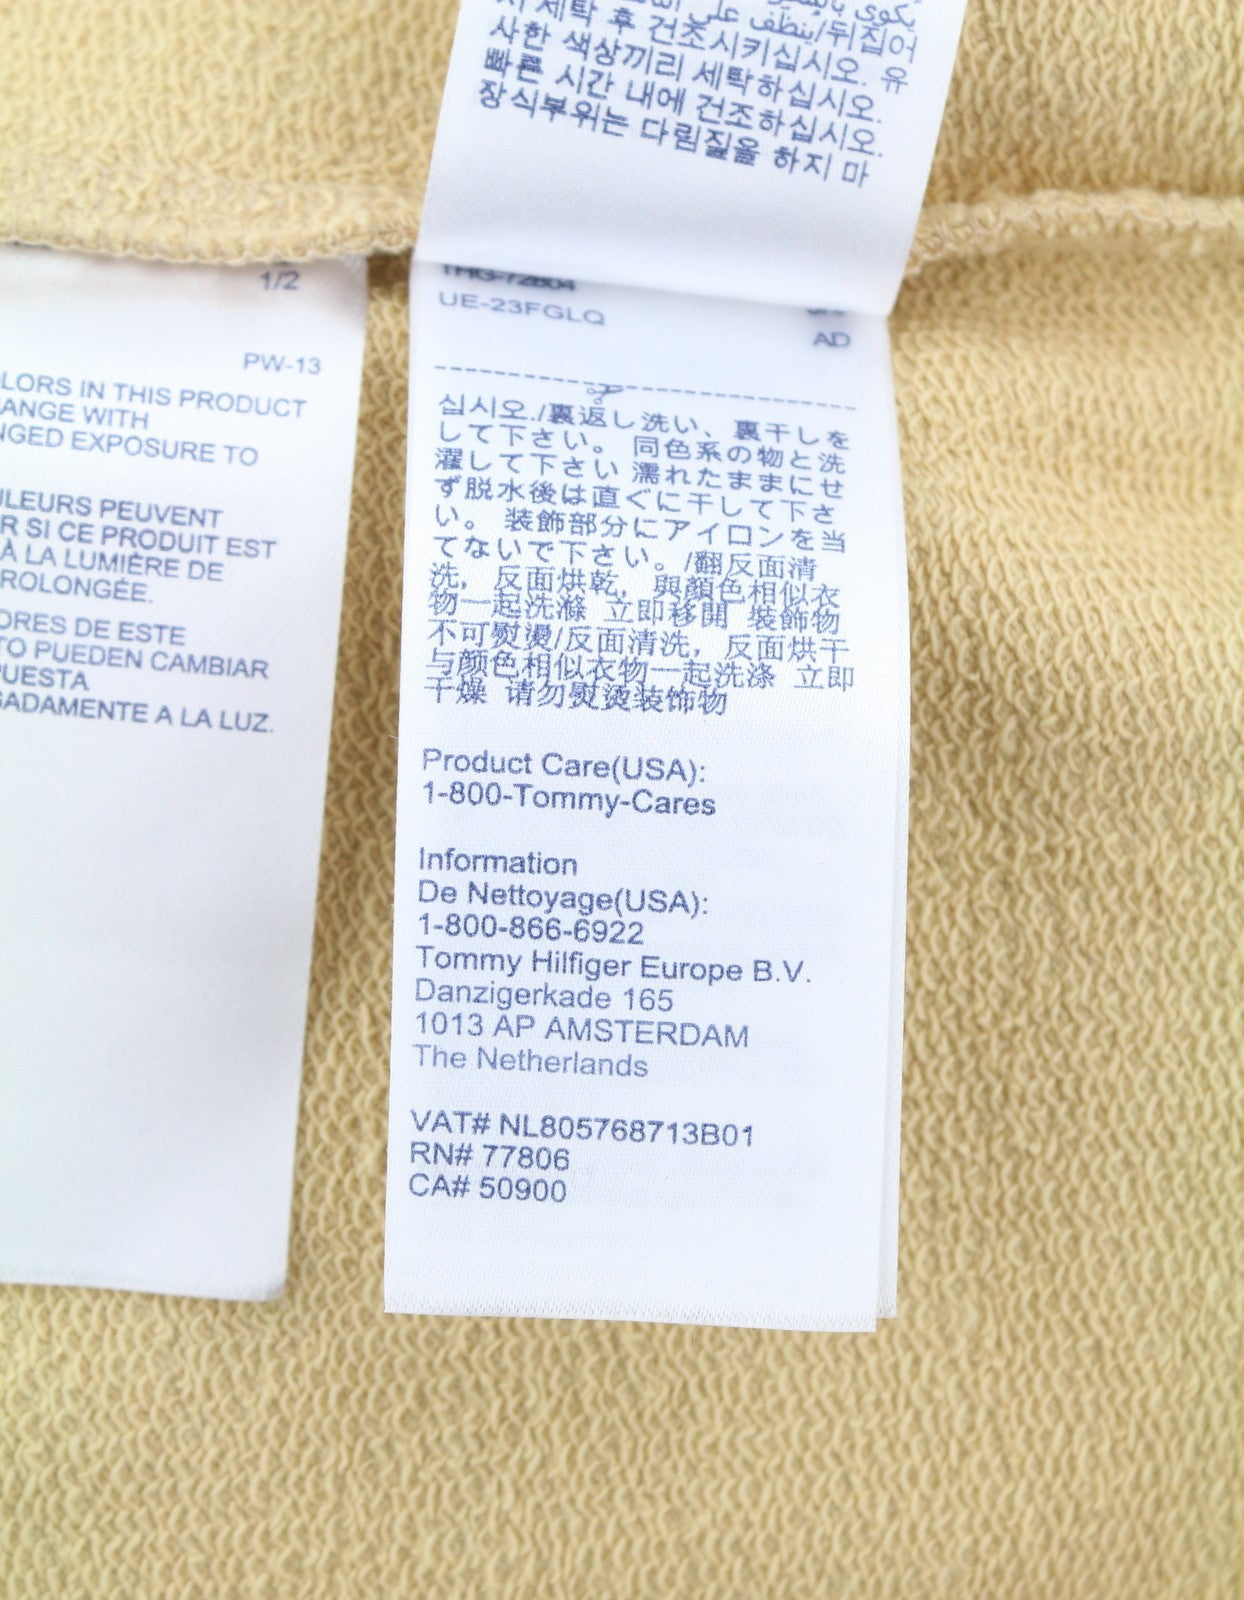 1/2
PW-13
LORS IN THIS PRODUCT
ANGE WITH
NGED EXPOSURE TO
ULEURS PEUVENT
R SI CE PRODUIT EST
À LA LUMIÈRE DE
ROLONGÉE.
ORES DE ESTE
TO PUEDEN CAMBIAR
PUESTA
GADAMENTE A LA LUZ.
세탁 후 건조시키십시오. 유
사한 색상끼리 세탁하십시오.
빠른 시간 내에 건조하십시오.
장식부위는 다림질을 하지 마
UE-23FGLQ
AD
십시오./裏返し洗い、裏干しを
して下さい。 同色系の物と洗
濯して下さい 濡れたままにせ
ず脱水後は直ぐに干して下さ
い。 装飾部分にアイロンを当
てないで下さい。/翻反面清
洗，反面烘乾，與顏色相似衣
物一起洗滌 立即移開 裝飾物
不可熨燙/反面清洗，反面烘干
与颜色相似衣物一起洗涤 立即
干燥 请勿熨烫装饰物
Product Care(USA):
1-800-Tommy-Cares
Information
De Nettoyage(USA):
1-800-866-6922
Tommy Hilfiger Europe B.V.
Danzigerkade 165
1013 AP AMSTERDAM
The Netherlands
VAT# NL805768713B01
RN# 77806
CA# 50900